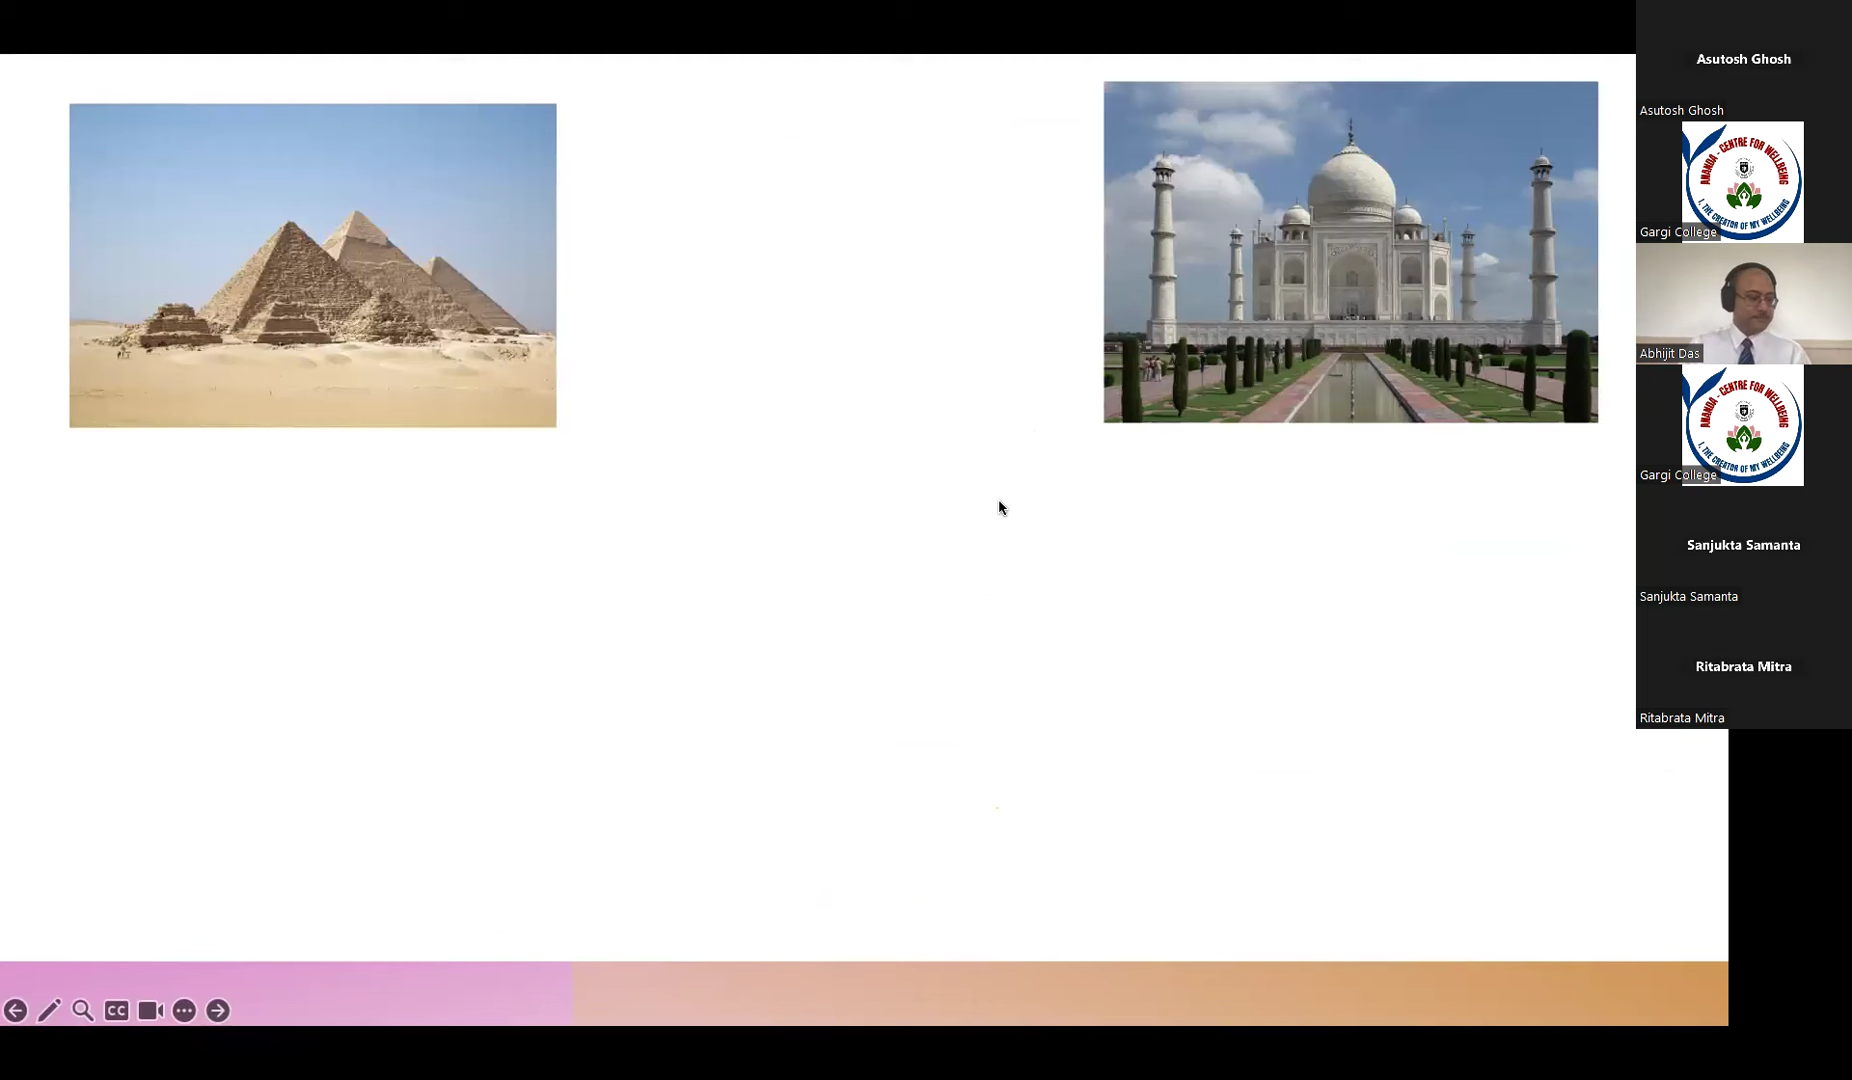 Asutosh Ghosh
Asutosh Ghosh
ANANDA - CENTRE FOR WELLBEING
I, THE CREATOR OF MY WELLBEING
Gargi College
Abhijit Das
ANANDA - CENTRE FOR WELLBEING
I, THE CREATOR OF MY WELLBEING
Gargi College
Sanjukta Samanta
Sanjukta Samanta
Ritabrata Mitra
Ritabrata Mitra
CC